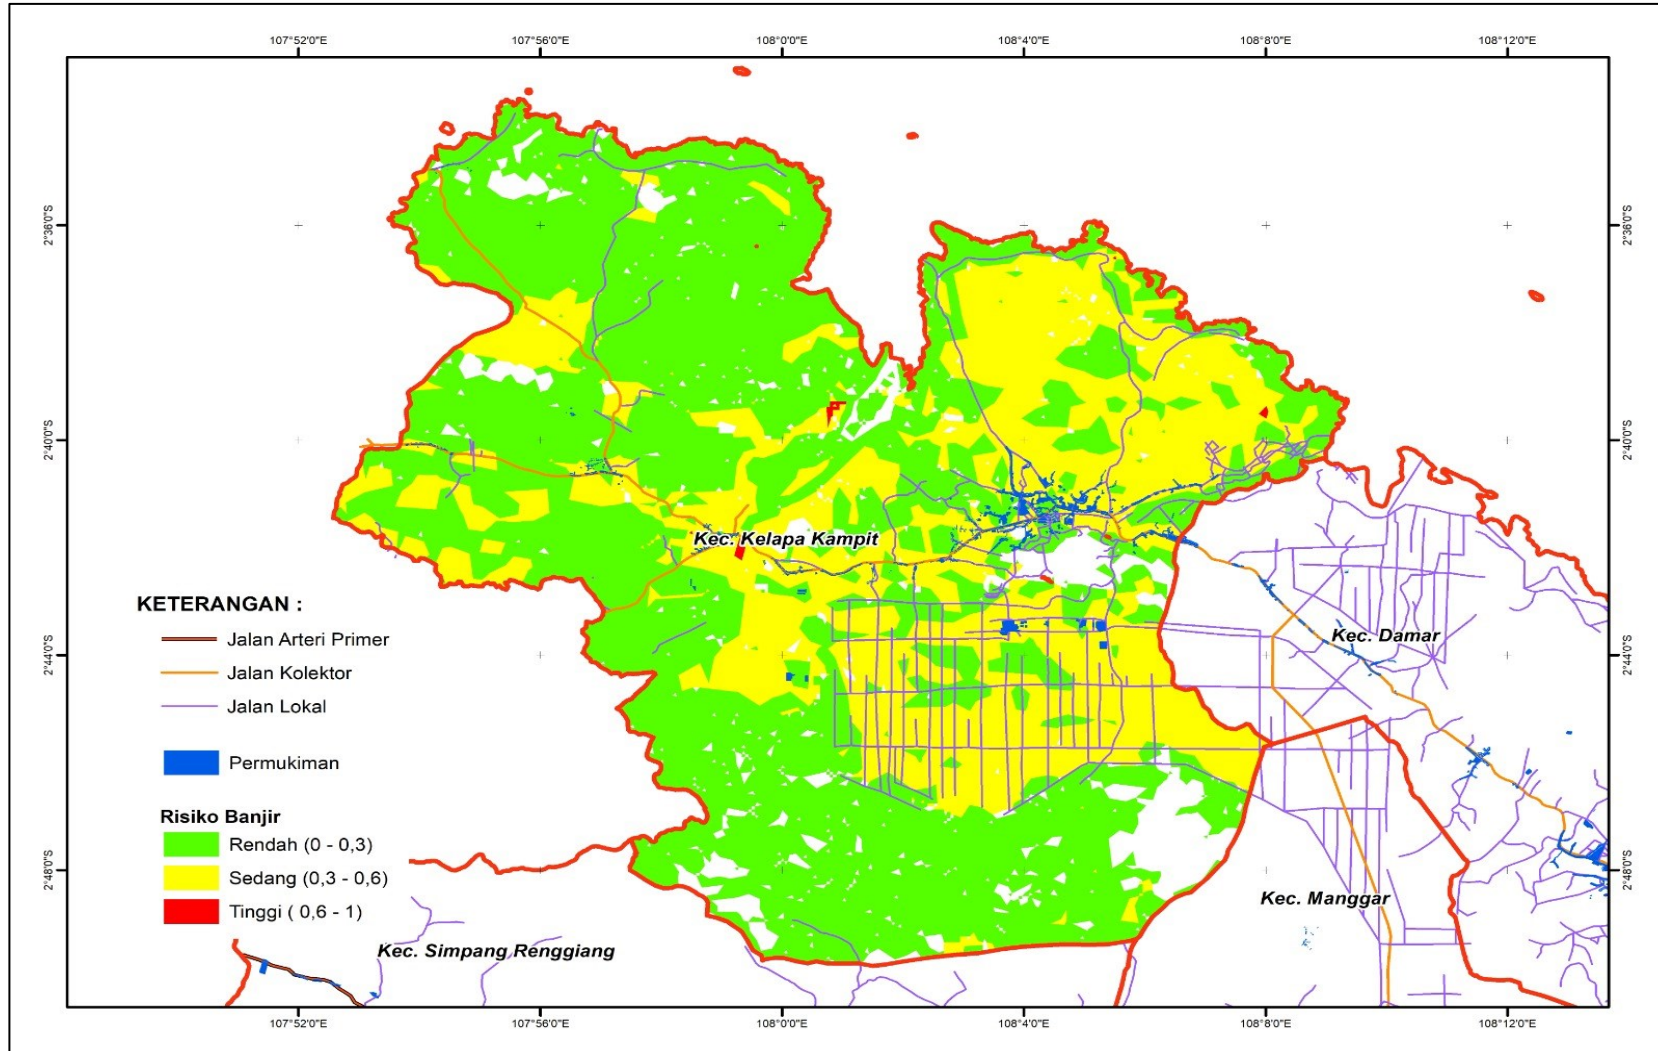 107°52'0"E 107°56'0"E 108°0'0"E 108°4'0"E 108°8'0"E 108°12'0"E
2°36'0"S 2°36'0"S
2°40'0"S 2°40'0"S
Kec. Kelapa Kampit
KETERANGAN :
Jalan Arteri Primer
Kec. Damar
2°44'0"S 2°44'0"S
Jalan Kolektor
Jalan Lokal
Permukiman
Risiko Banjir
Rendah (0 - 0,3)
Sedang (0,3 - 0,6)
2°48'0"S 2°48'0"S
Tinggi ( 0,6 - 1)
Kec. Manggar
Kec. Simpang Renggiang
107°52'0"E 107°56'0"E 108°0'0"E 108°4'0"E 108°8'0"E 108°12'0"E